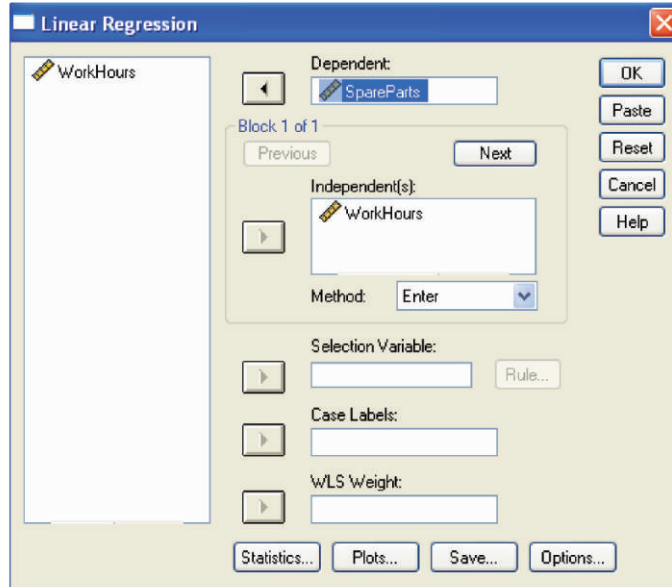 Linear Regression
WorkHours
Dependent:
SpareParts
Block 1 of 1
Previous
Next
Independent(s):
WorkHours
Method:
Enter
Selection Variable:
Rule...
Case Labels:
WLS Weight:
Statistics...
Plots...
Save...
Options...
OK
Paste
Reset
Cancel
Help